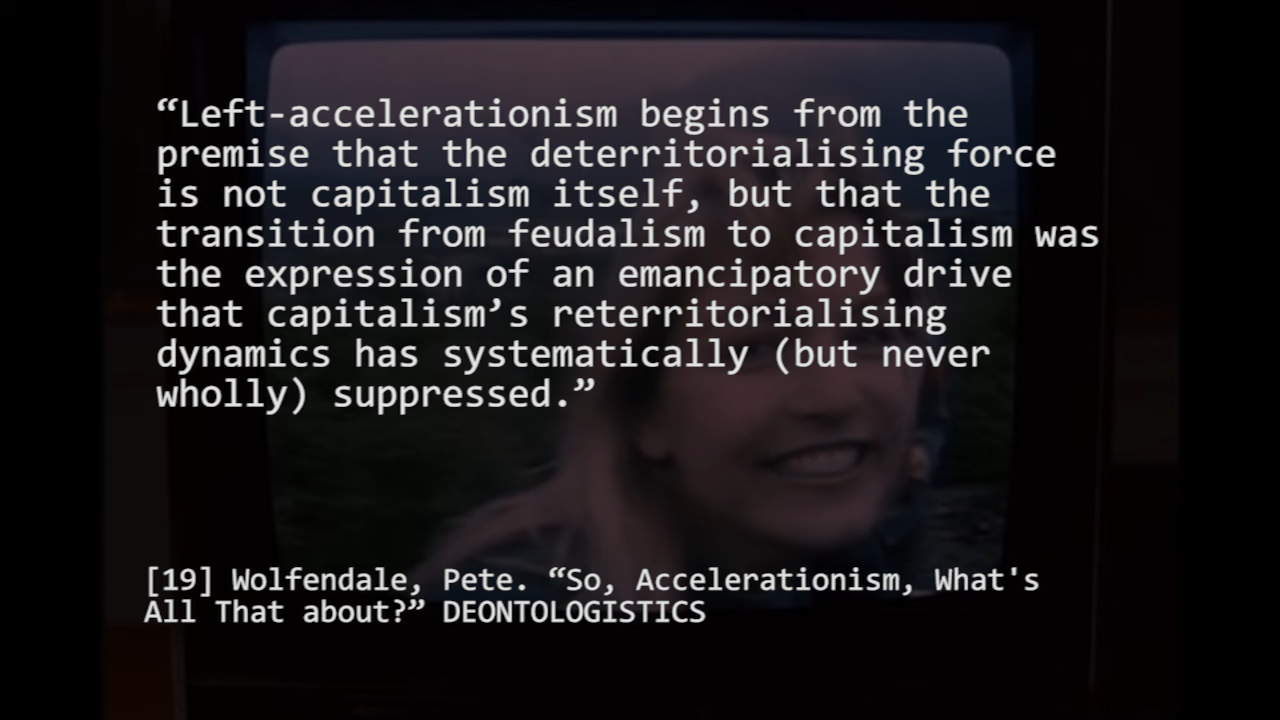 “Left-accelerationism begins from the
premise that the deterritorialising force
is not capitalism itself, but that the
transition from feudalism to capitalism was
the expression of an emancipatory drive
that capitalism’s reterritorialising
dynamics has systematically (but never
wholly) suppressed.”
[19] Wolfendale, Pete. “So, Accelerationism, What's
All That about?” DEONTOLOGISTICS